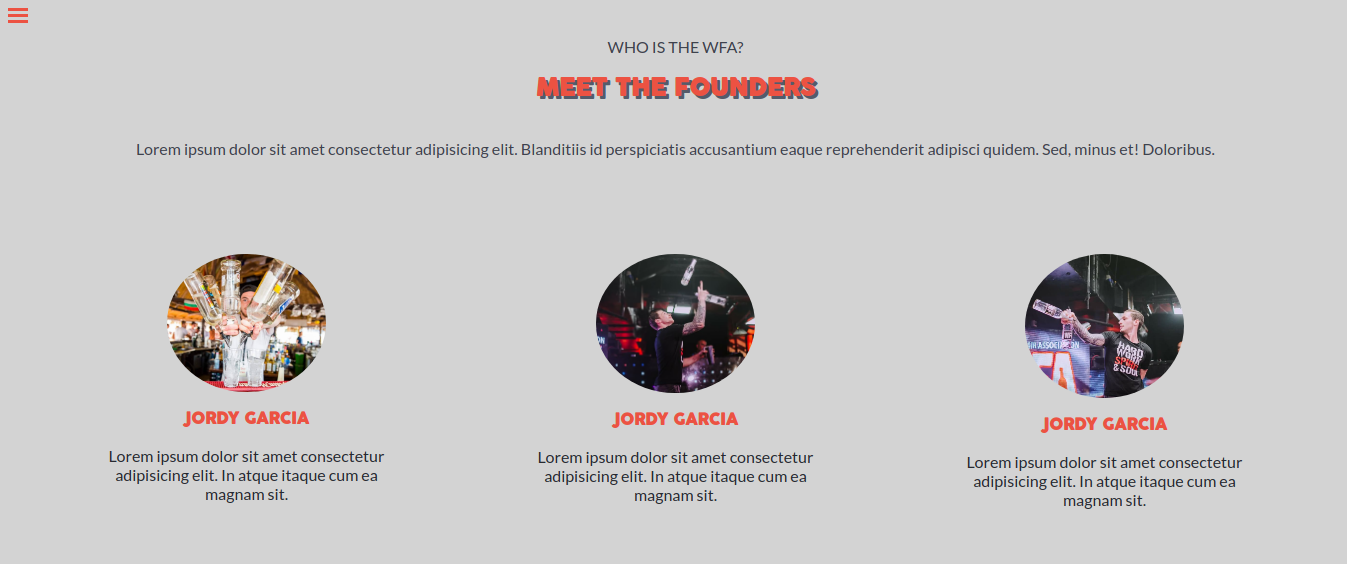 WHO IS THE WFA?
MEET THE FOUNDERS
Lorem ipsum dolor sit amet consectetur adipisicing elit. Blanditiis id perspiciatis accusantium eaque reprehenderit adipisci quidem. Sed, minus et! Doloribus.
JORDY GARCIA
Lorem ipsum dolor sit amet consectetur
adipisicing elit. In atque itaque cum ea
magnam sit.
JORDY GARCIA
Lorem ipsum dolor sit amet consectetur
adipisicing elit. In atque itaque cum ea
magnam sit.
HARD
WORK
& SOUL
JORDY GARCIA
Lorem ipsum dolor sit amet consectetur
adipisicing elit. In atque itaque cum ea
magnam sit.